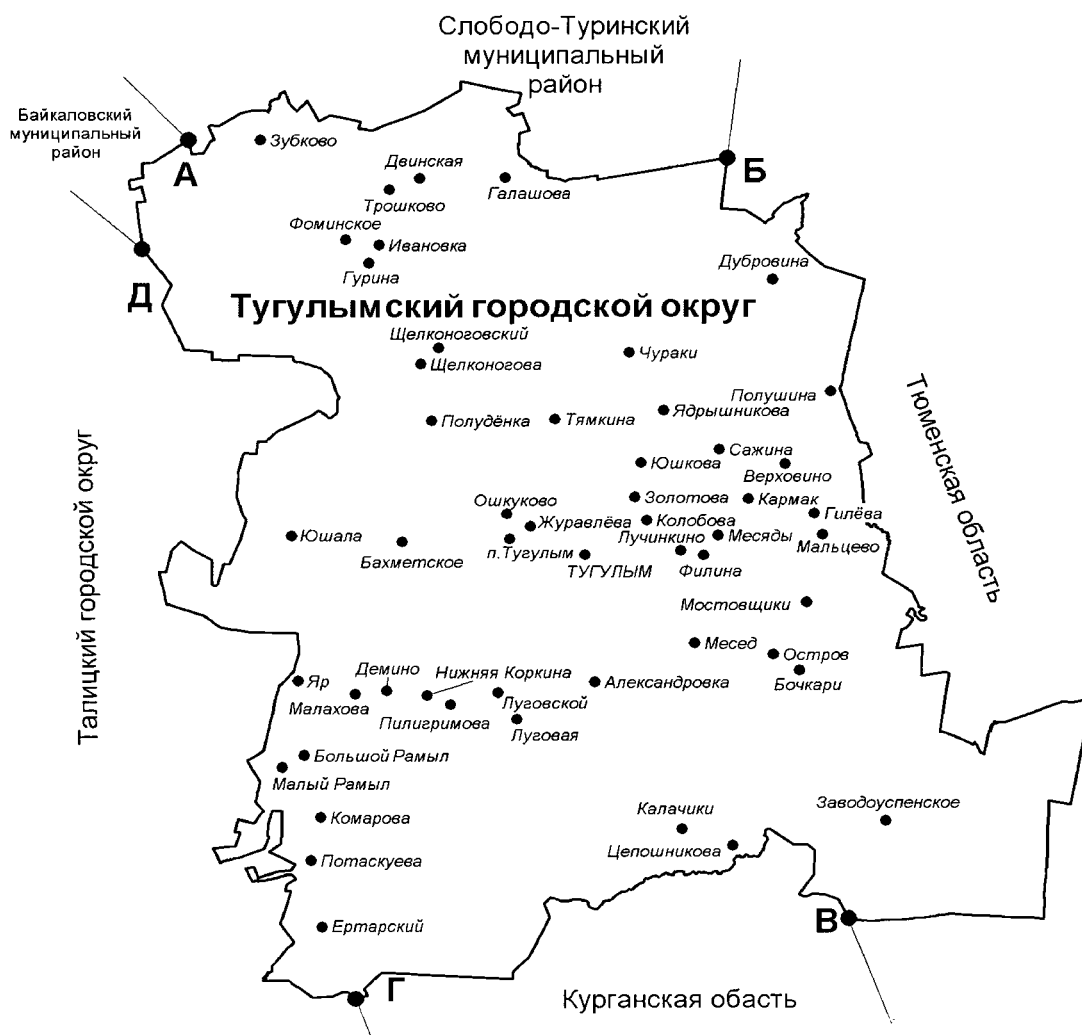 Слободо-Туринский
муниципальный
район
Байкаловский
муниципальный
район
А
Зубково
Двинская
Трошково
Галашова
Б
Фоминское
Ивановка
Гурина
Дубровина
Д
Тугулымский городской округ
Щелконоговский
Щелконогова
Чураки
Полушина
Ядрышникова
Полудёнка
Тямкина
Тюменская область
Сажина
Юшкова
Верховино
Талицкий городской округ
Ошкуково
Золотова
Кармак
Журавлёва
Колобова
Гилёва
Юшала
Бахметское
п.Тугулым
ТУГУЛЫМ
Лучинкино
Филина
Месяды
Мальцево
Мостовщики
Месед
Остров
Бочкари
Яр
Демино
Нижняя Коркина
Александровка
Малахова
Пилигримова
Луговской
Луговая
Большой Рамыл
Малый Рамыл
Комарова
Калачики
Заводоуспенское
Цепошникова
Потаскуева
Ертарский
В
Г
Курганская обасть